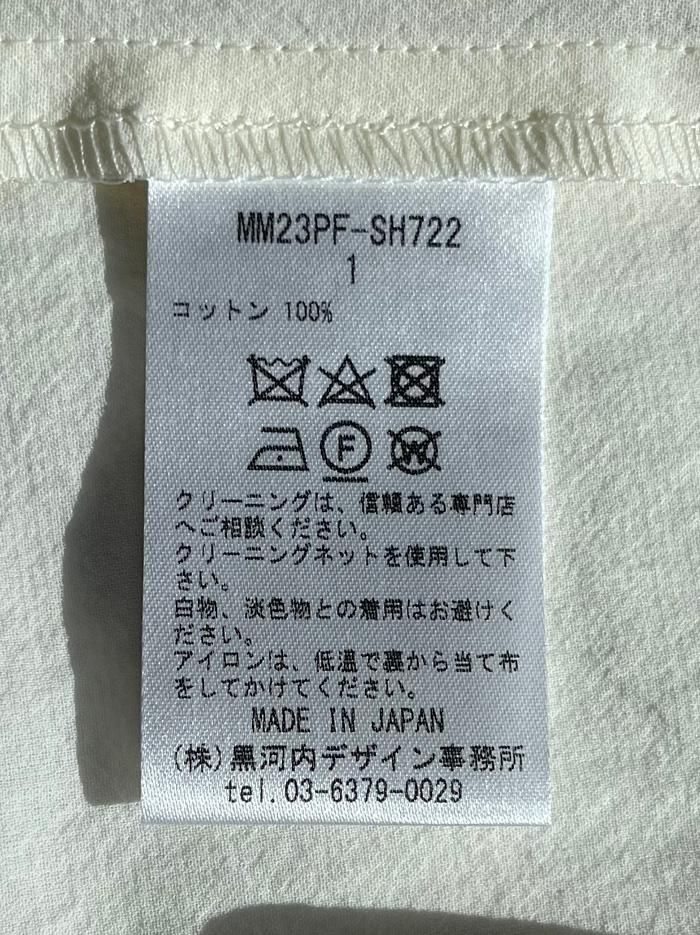 MM23PF-SH722
1
コットン 100%
F
W
クリーニングは、信頼ある専門店
へご相談ください。
クリーニングネットを使用して下
さい。
白物、淡色物との着用はお避けく
ださい。
アイロンは、低温で裏から当て布
をしてかけてください。
MADE IN JAPAN
(株)黒河内デザイン事務所
tel.03-6379-0029